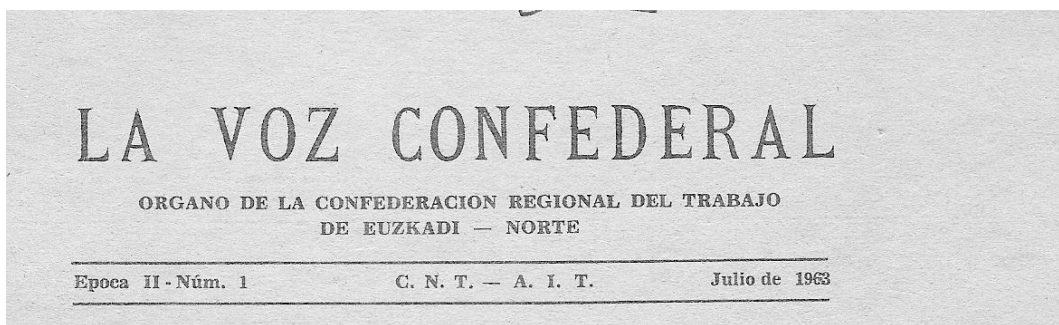 LA VOZ CONFEDERAL
ORGANO DE LA CONFEDERACION REGIONAL DEL TRABAJO
DE EUZKADI — NORTE
Epoca II - Núm. 1 C. N. T. — A. I. T. Julio de 1963